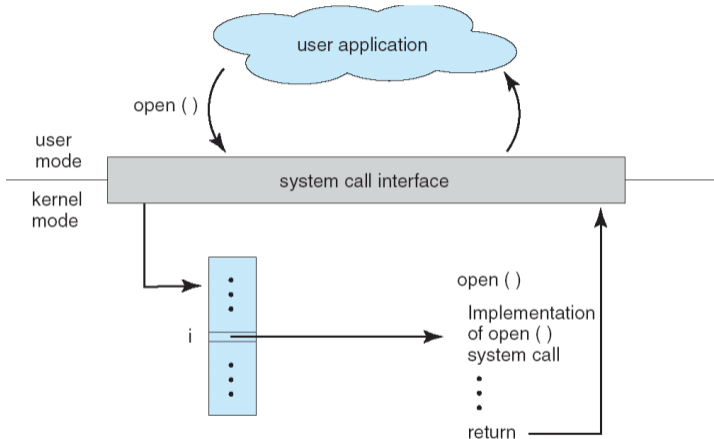 user application
open ( )
user
mode
system call interface
kernel
mode
open ( )
i
Implementation
of open ( )
system call
return